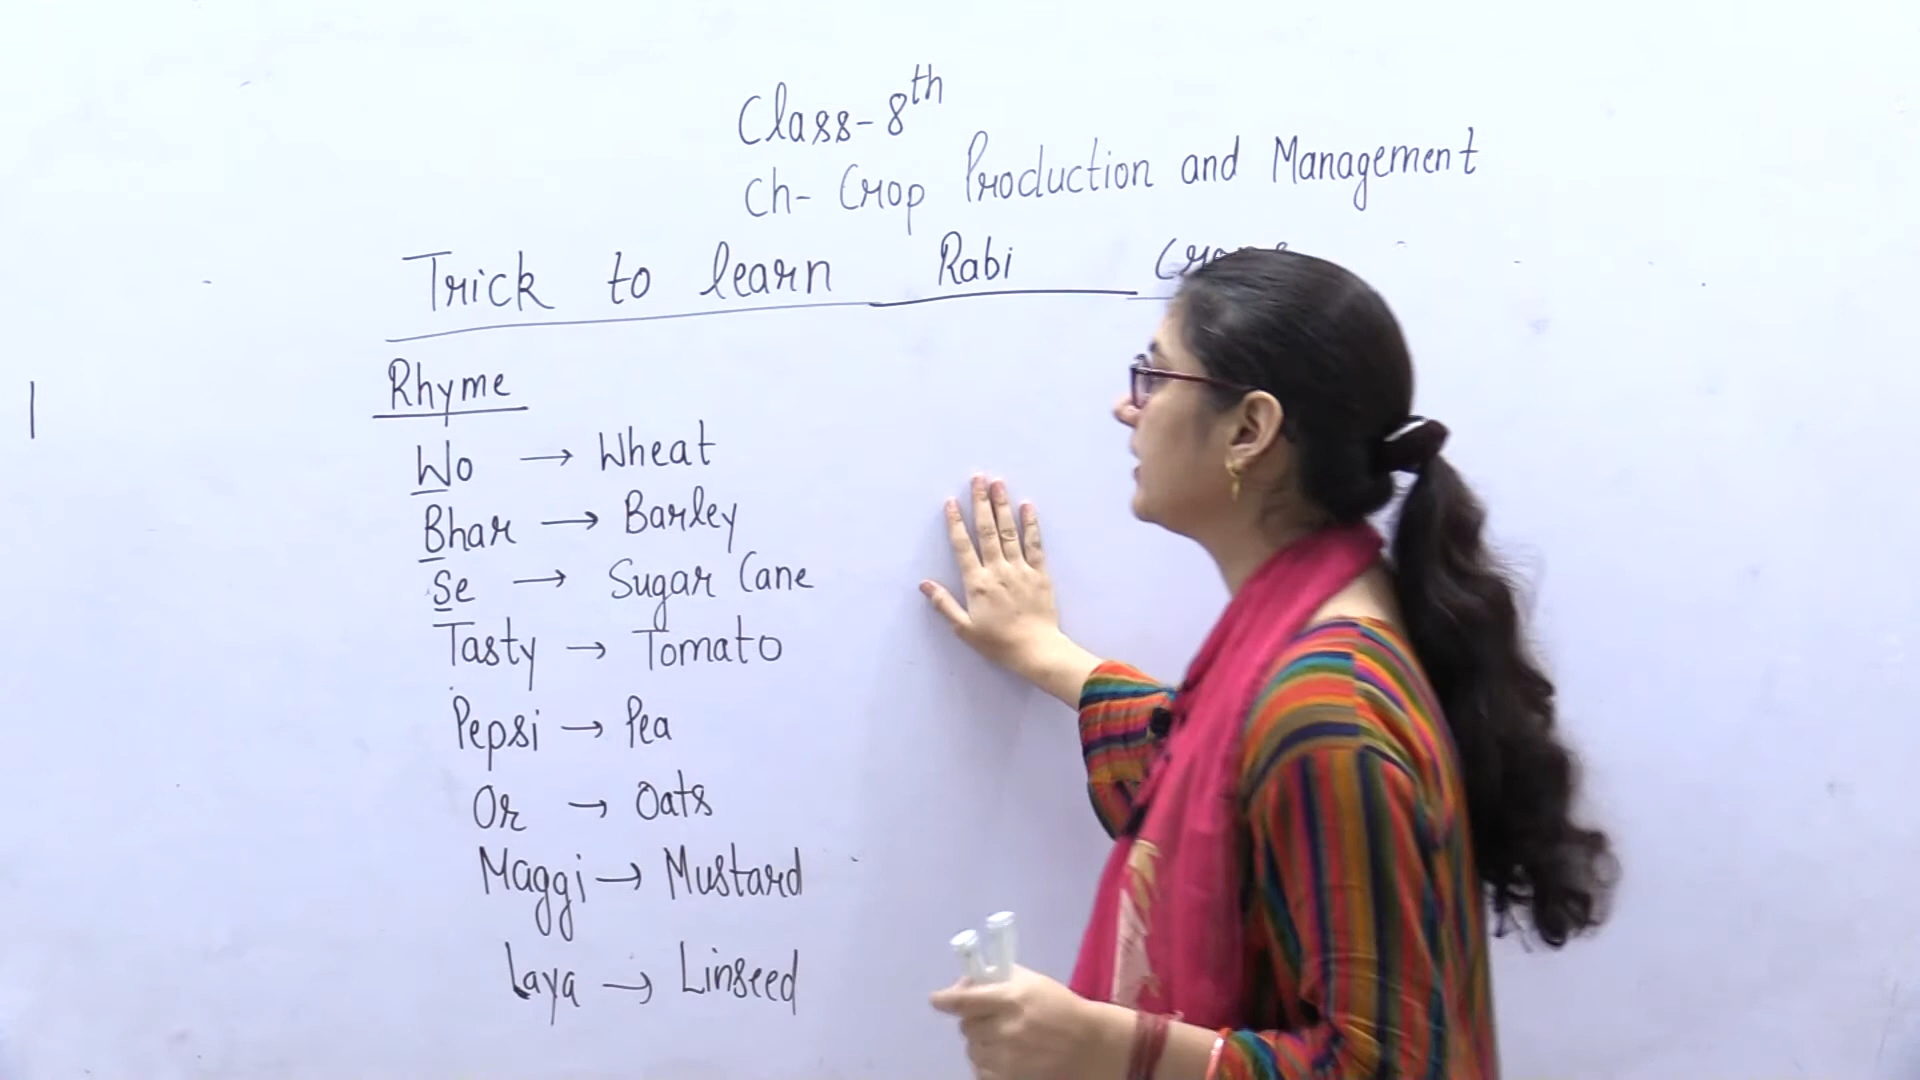 Class-8th
Ch- Crop Production and Management
Trick to learn Rabi
Rhyme
Wo → Wheat
Bhar → Barley
Se → Sugar Cane
Tasty → Tomato
Pepsi → Pea
Or → Oats
Maggi → Mustard
Laya → Linseed